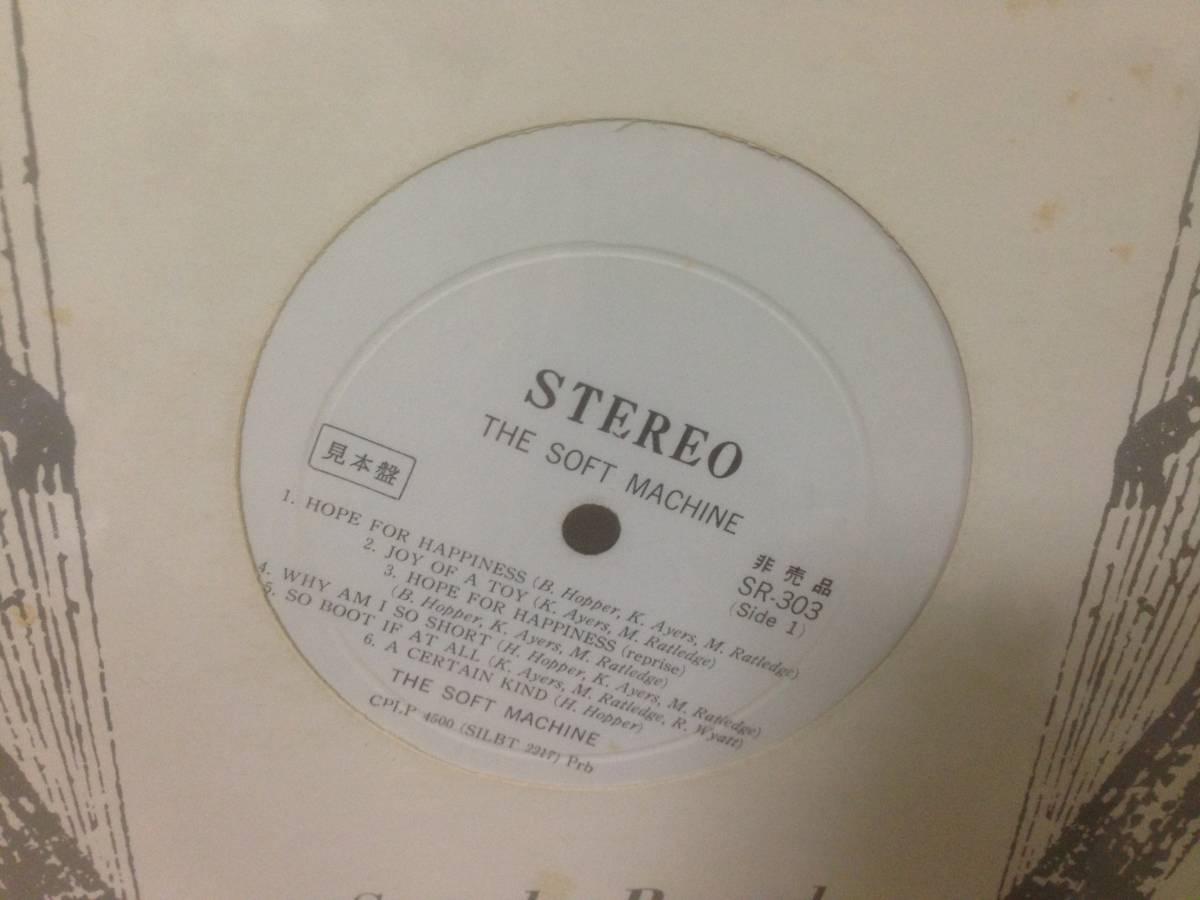 STEREO
THE SOFT MACHINE
見本盤
非売品
SR-303
(Side 1)
1. HOPE FOR HAPPINESS (B. Hopper, K. Ayers, M. Ratledge)
2. JOY OF A TOY (K. Ayers, M. Ratledge)
3. HOPE FOR HAPPINESS (reprise)
(B. Hopper, K. Ayers, M. Ratledge)
4. WHY AM I SO SHORT (H. Hopper, K. Ayers, M. Ratledge)
5. SO BOOT IF AT ALL (K. Ayers, M. Ratledge, R. Wyatt)
6. A CERTAIN KIND (H. Hopper)
THE SOFT MACHINE
CPLP 4500 (SILBT 2217) Prb